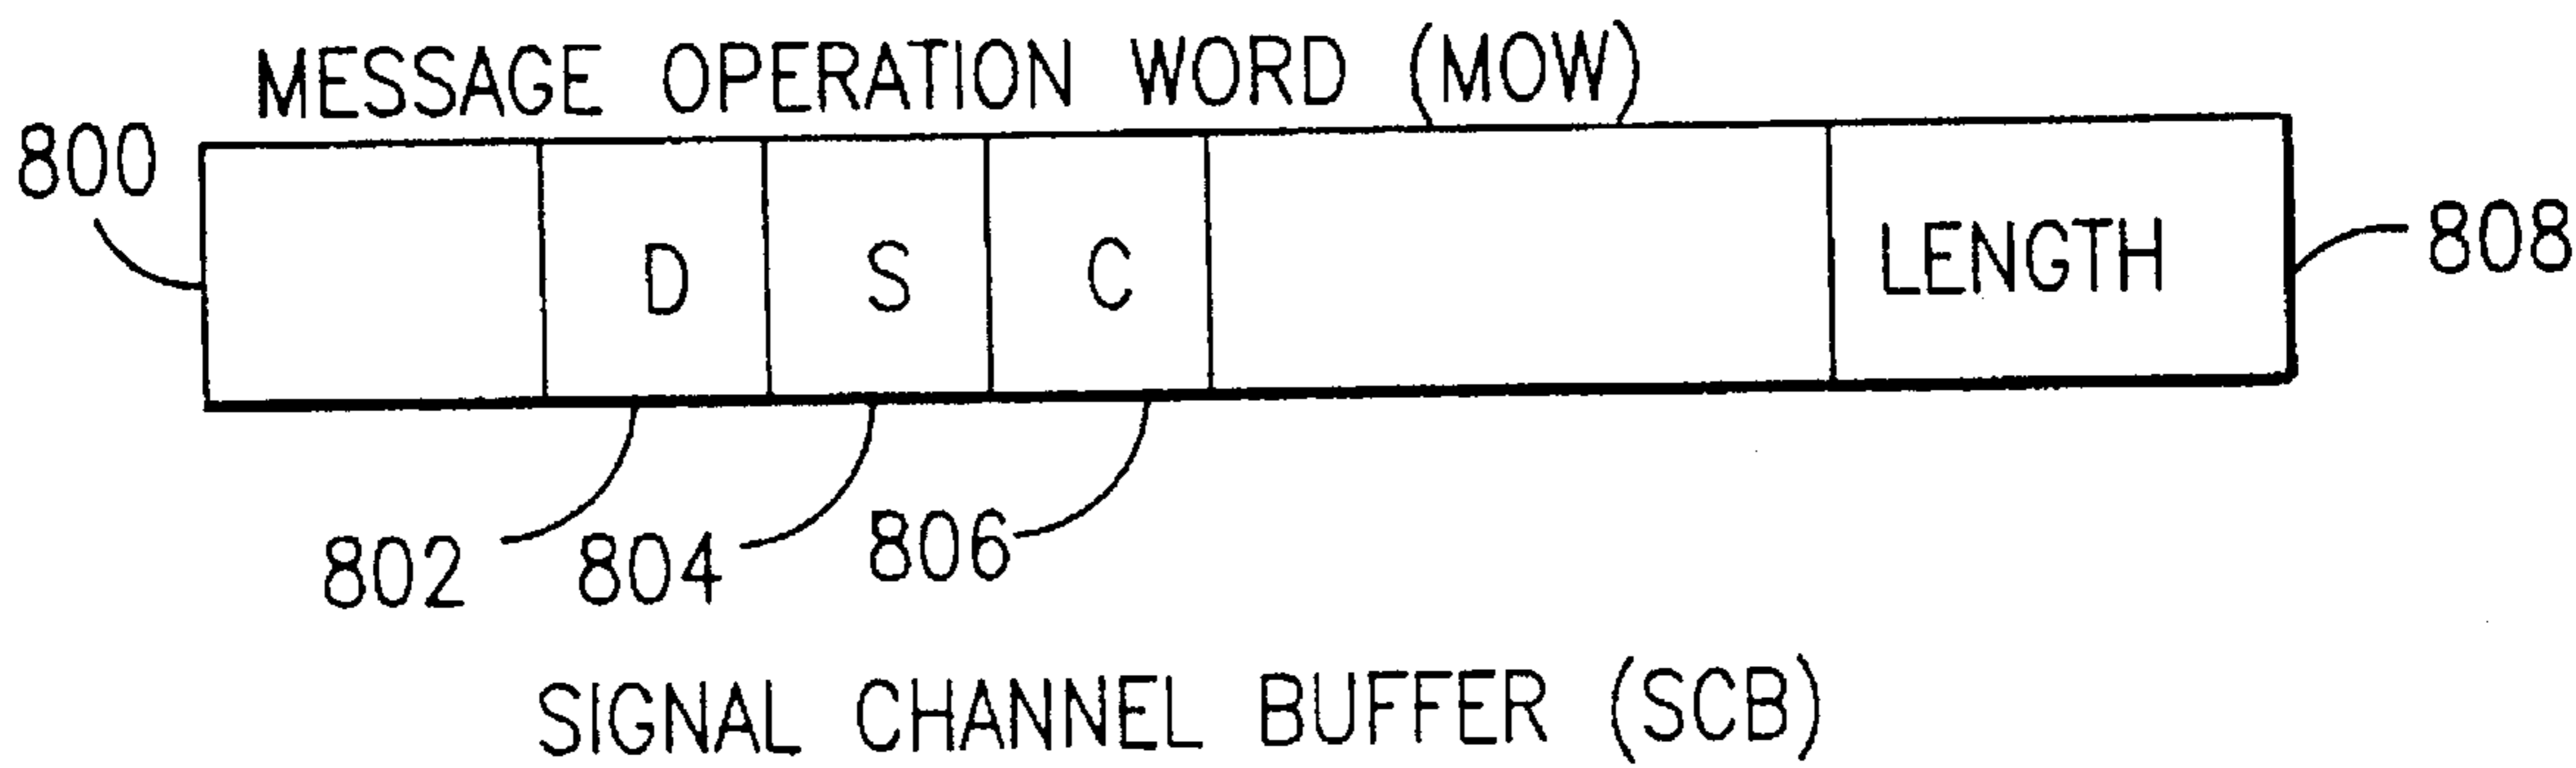 MESSAGE OPERATION WORD (MOW)
800
D S C LENGTH
808
802 804 806
SIGNAL CHANNEL BUFFER (SCB)